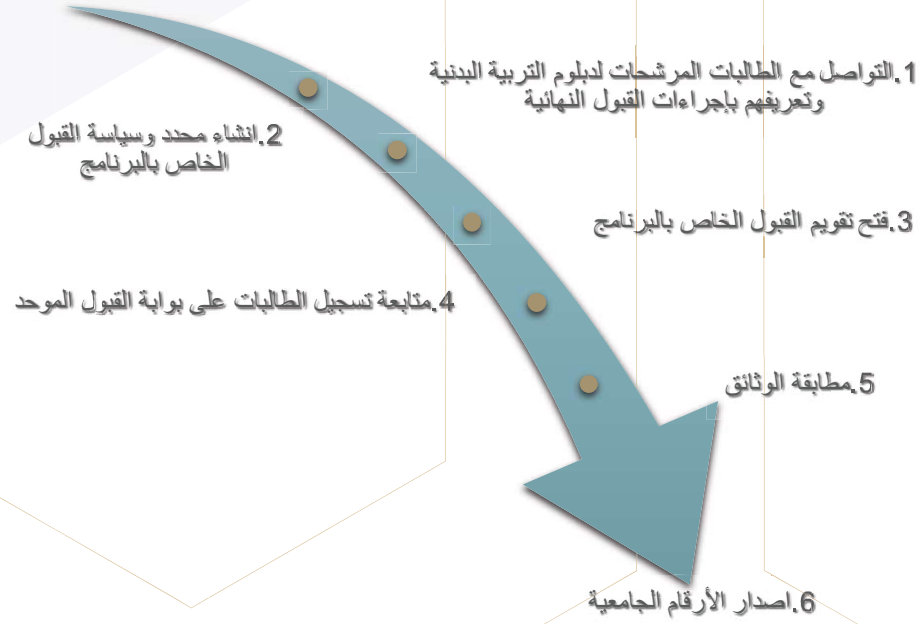 1.التواصل مع الطالبات المرشحات لدبلوم التربية البدنية
وتعريفهم بإجراءات القبول النهائية
2.انشاء محدد وسياسة القبول
الخاص بالبرنامج
3.فتح تقويم القبول الخاص بالبرنامج
4.متابعة تسجيل الطالبات على بوابة القبول الموحد
5.مطابقة الوثائق
6.اصدار الأرقام الجامعية